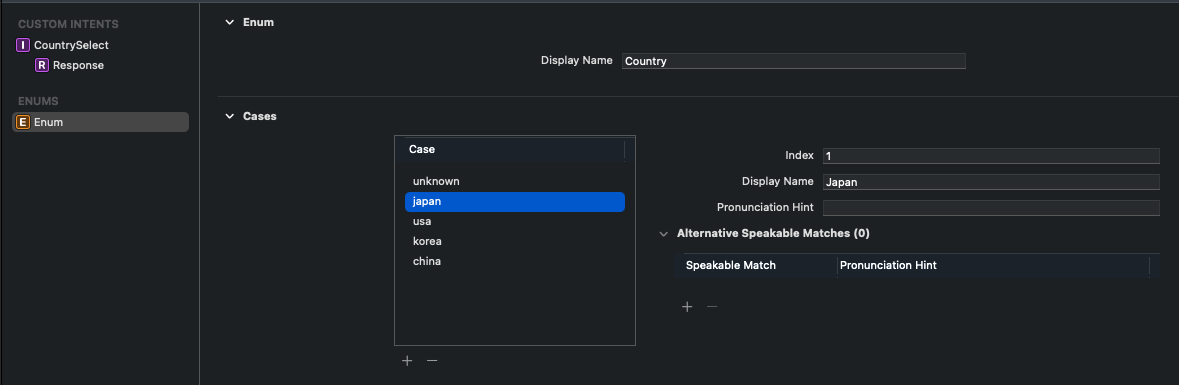 CUSTOM INTENTS
I CountrySelect
R Response
ENUMS
E Enum
Enum
Display Name Country
Cases
Case
unknown
japan
usa
korea
china
Index 1
Display Name Japan
Pronunciation Hint
Alternative Speakable Matches (0)
Speakable Match Pronunciation Hint